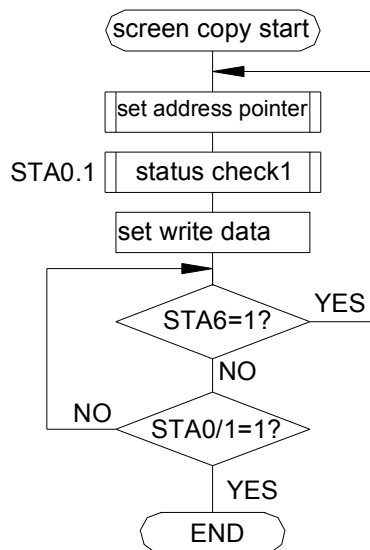 screen copy start
set address pointer
STA0.1
status check1
set write data
STA6=1?
YES
NO
STA0/1=1?
NO
YES
END